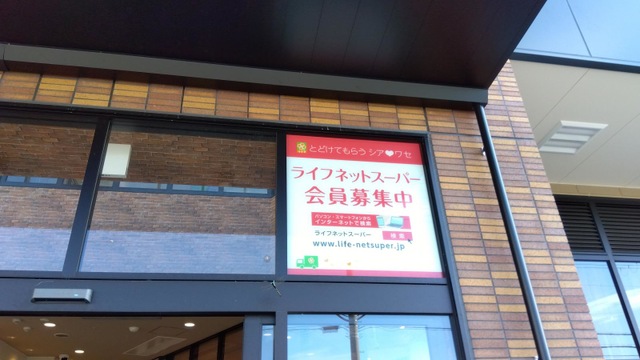 とどけてもらう シア❤ワセ
ライフネットスーパー
会員募集中
パソコン・スマートフォンから
インターネットで検索
ライフネットスーパー 検索
www.life-netsuper.jp